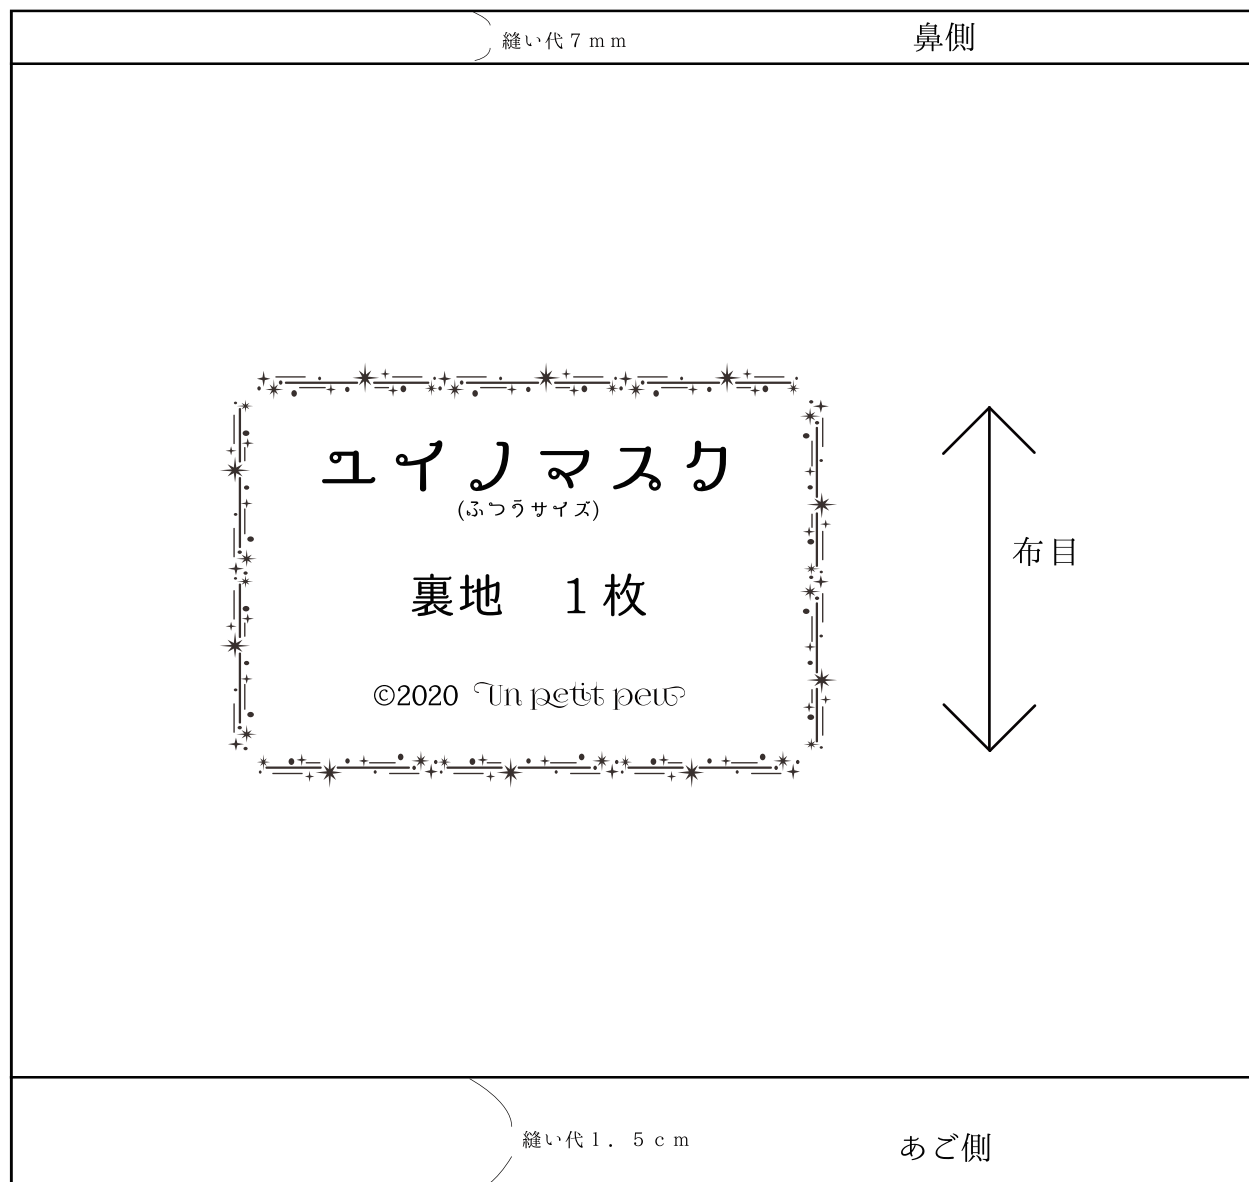 縫い代７ｍｍ
鼻側
ユイノマスク
(ふつうサイズ)
裏地　１枚
©2020 Un petit peu
布目
縫い代１．５ｃｍ
あご側